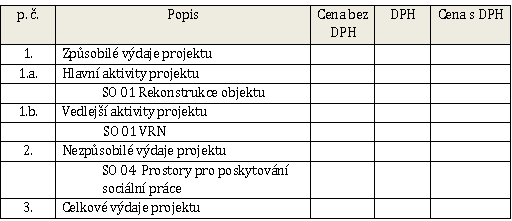 p. č. Popis Cena bez DPH DPH Cena s DPH
1. Způsobilé výdaje projektu
1.a. Hlavní aktivity projektu
SO 01 Rekonstrukce objektu
1.b. Vedlejší aktivity projektu
SO 01 VRN
2. Nezpůsobilé výdaje projektu
SO 04 Prostory pro poskytování
sociální práce
3. Celkové výdaje projektu